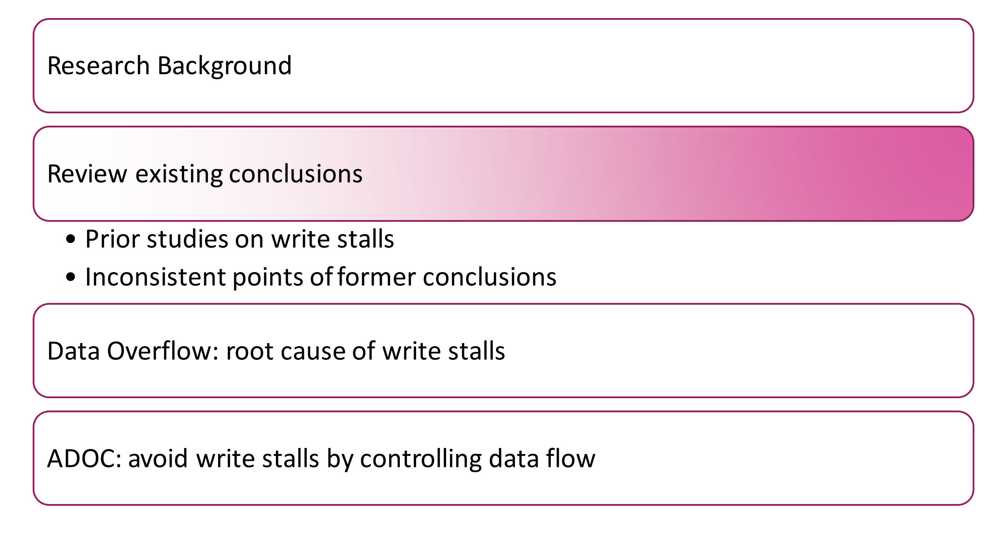 Research Background
Review existing conclusions
• Prior studies on write stalls
• Inconsistent points of former conclusions
Data Overflow: root cause of write stalls
ADOC: avoid write stalls by controlling data flow